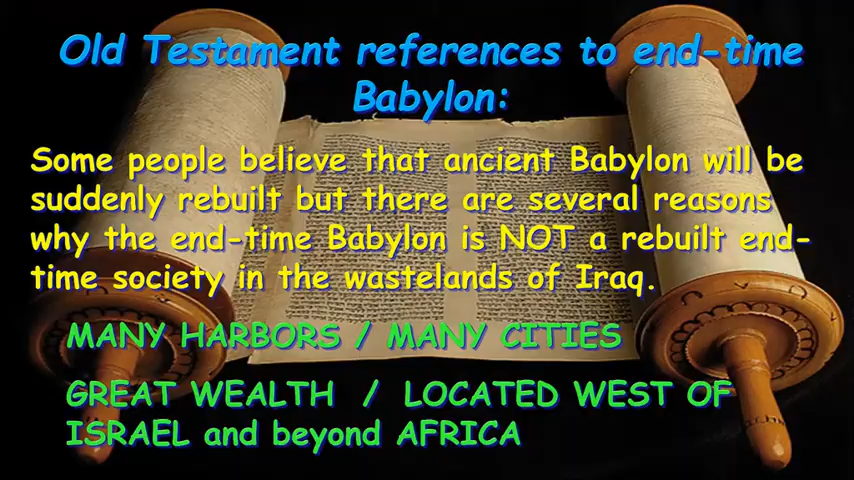 Old Testament references to end-time
Babylon:
Some people believe that ancient Babylon will be
suddenly rebuilt but there are several reasons
why the end-time Babylon is NOT a rebuilt end-
time society in the wastelands of Iraq.
MANY HARBORS / MANY CITIES
GREAT WEALTH / LOCATED WEST OF
ISRAEL and beyond AFRICA